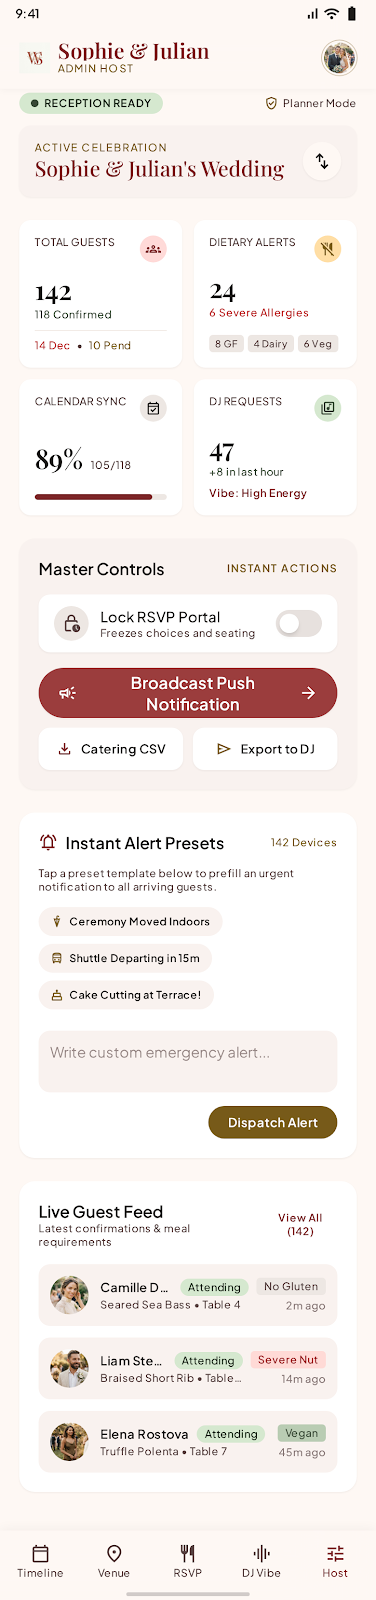 9:41
WS
Sophie & Julian
ADMIN HOST
RECEPTION READY
Planner Mode
ACTIVE CELEBRATION
Sophie & Julian's Wedding
TOTAL GUESTS
142
118 Confirmed
14 Dec • 10 Pend
DIETARY ALERTS
24
6 Severe Allergies
8 GF
4 Dairy
6 Veg
CALENDAR SYNC
89% 105/118
DJ REQUESTS
47
+8 in last hour
Vibe: High Energy
Master Controls
INSTANT ACTIONS
Lock RSVP Portal
Freezes choices and seating
Broadcast Push
Notification
Catering CSV
Export to DJ
Instant Alert Presets
142 Devices
Tap a preset template below to prefill an urgent
notification to all arriving guests.
Ceremony Moved Indoors
Shuttle Departing in 15m
Cake Cutting at Terrace!
Write custom emergency alert...
Dispatch Alert
Live Guest Feed
Latest confirmations & meal
requirements
View All
(142)
Camille D... Attending No Gluten
Seared Sea Bass • Table 4 2m ago
Liam Ste... Attending Severe Nut
Braised Short Rib • Table... 14m ago
Elena Rostova Attending Vegan
Truffle Polenta • Table 7 45m ago
Timeline
Venue
RSVP
DJ Vibe
Host